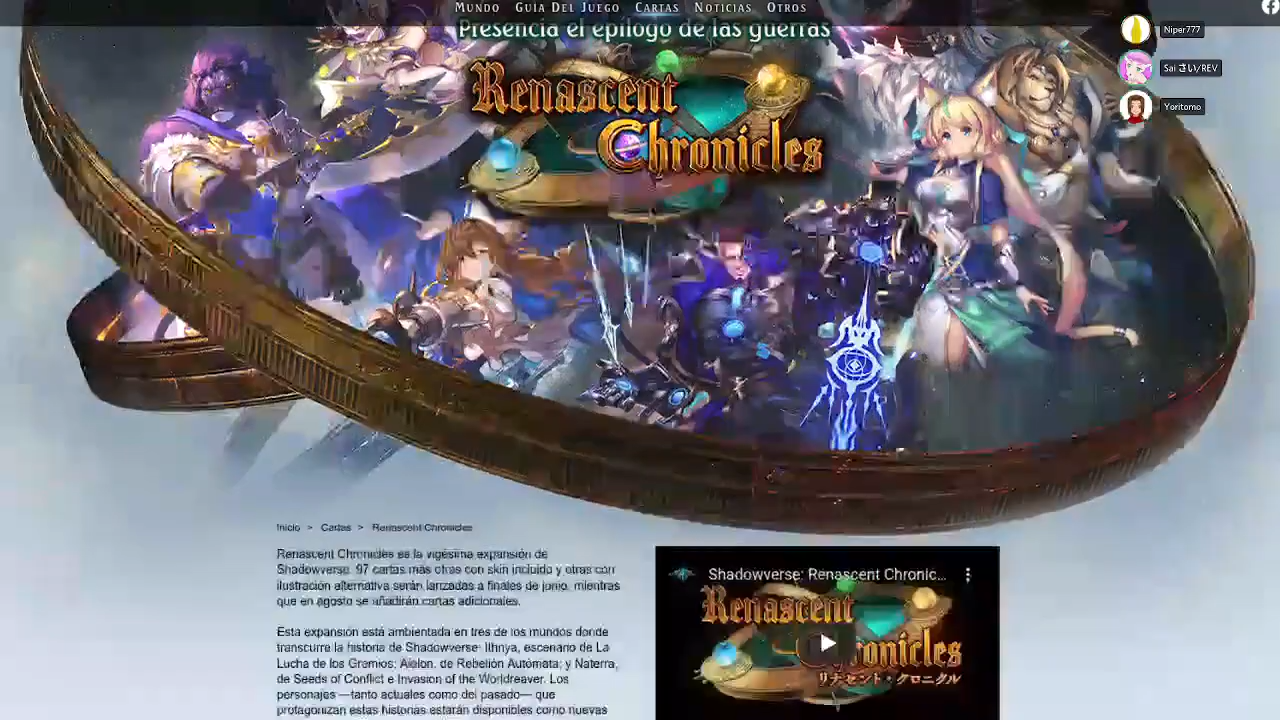 Mundo Guía Del Juego Cartas Noticias Otros
Presencia el epílogo de las guerras
Niper777
Sai さい/REV
Yoritomo
Renascent
Chronicles
Inicio > Cartas > Renascent Chronicles
Renascent Chronicles es la vigésima expansión de
Shadowverse. 97 cartas más otras con skin incluido y otras con
ilustración alternativa serán lanzadas a finales de junio, mientras
que en agosto se añadirán cartas adicionales.
Esta expansión está ambientada en tres de los mundos donde
transcurre la historia de Shadowverse: Ilhnya, escenario de La
Lucha de los Gremios; Aiolon, de Rebelión Autómata; y Naterra,
de Seeds of Conflict e Invasion of the Worldreaver. Los
personajes —tanto actuales como del pasado— que
protagonizan estas historias estarán disponibles como nuevas
Shadowverse: Renascent Chronic...
Renascent
Chronicles
リナセント・クロニクル